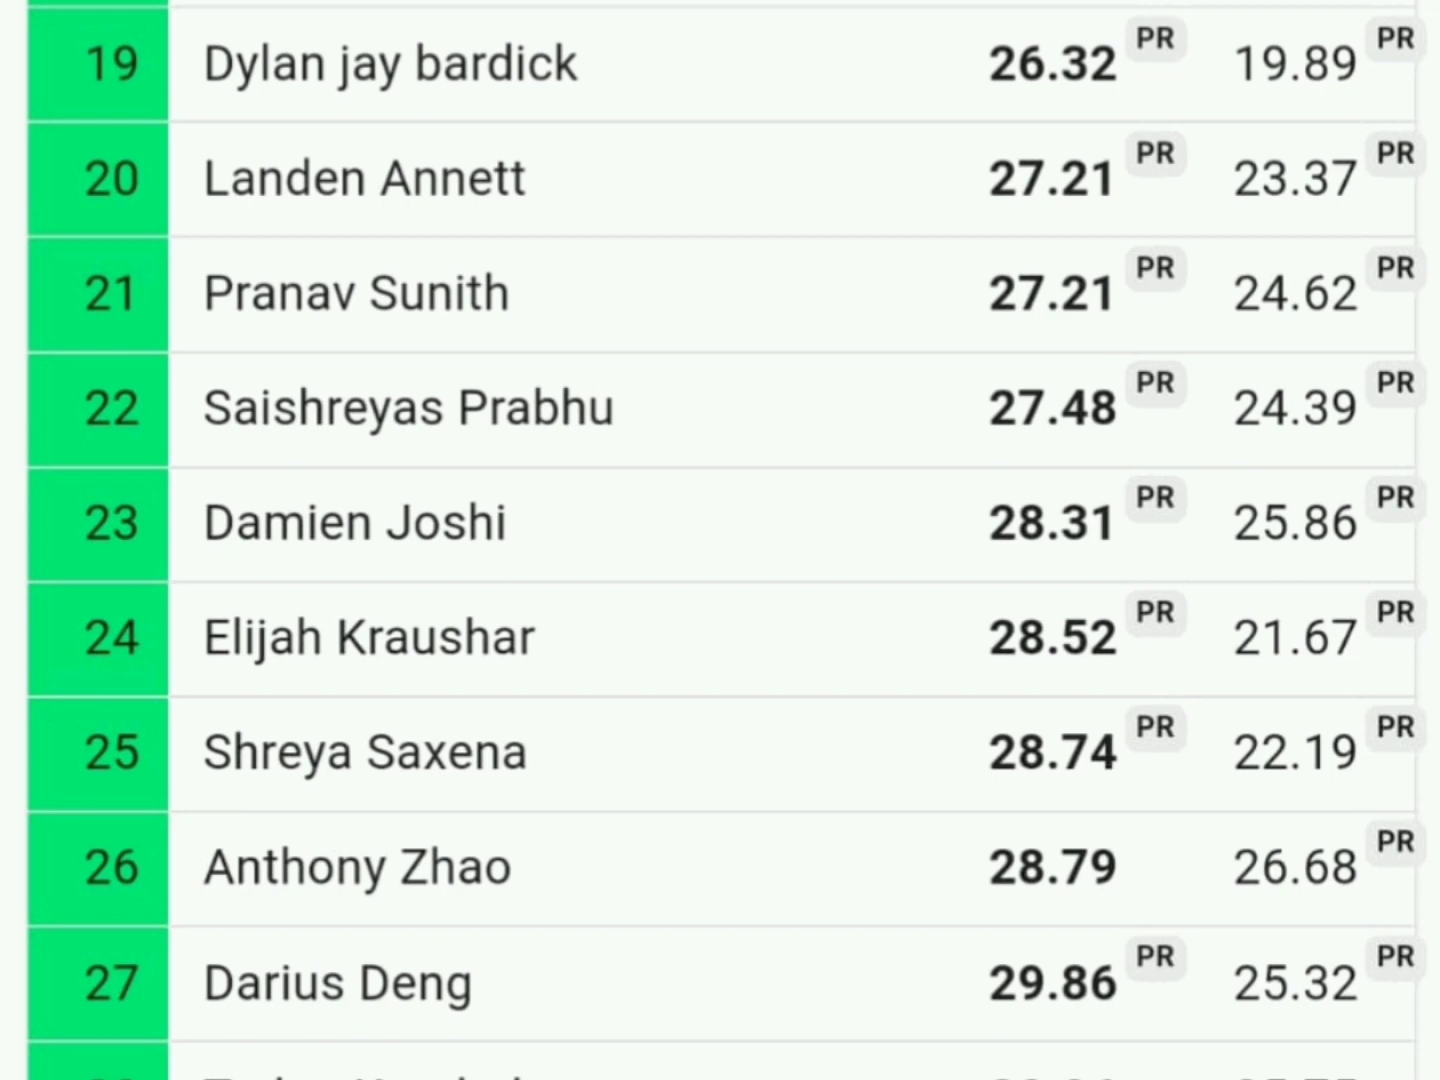 19 Dylan jay bardick 26.32 PR 19.89 PR
20 Landen Annett 27.21 PR 23.37 PR
21 Pranav Sunith 27.21 PR 24.62 PR
22 Saishreyas Prabhu 27.48 PR 24.39 PR
23 Damien Joshi 28.31 PR 25.86 PR
24 Elijah Kraushar 28.52 PR 21.67 PR
25 Shreya Saxena 28.74 PR 22.19 PR
26 Anthony Zhao 28.79 26.68 PR
27 Darius Deng 29.86 PR 25.32 PR